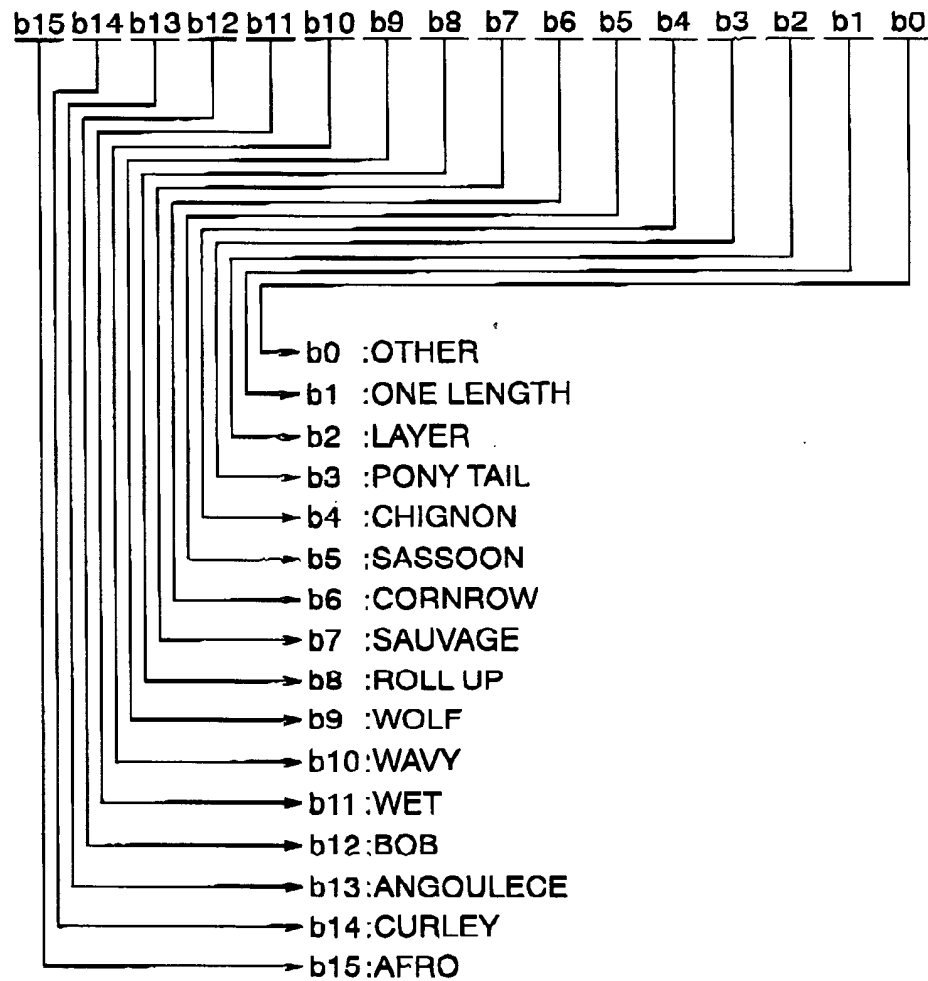 b15 b14 b13 b12 b11 b10 b9 b8 b7 b6 b5 b4 b3 b2 b1 b0
b0 :OTHER
b1 :ONE LENGTH
b2 :LAYER
b3 :PONY TAIL
b4 :CHIGNON
b5 :SASSOON
b6 :CORNROW
b7 :SAUVAGE
b8 :ROLL UP
b9 :WOLF
b10:WAVY
b11:WET
b12:BOB
b13:ANGOULECE
b14:CURLEY
b15:AFRO